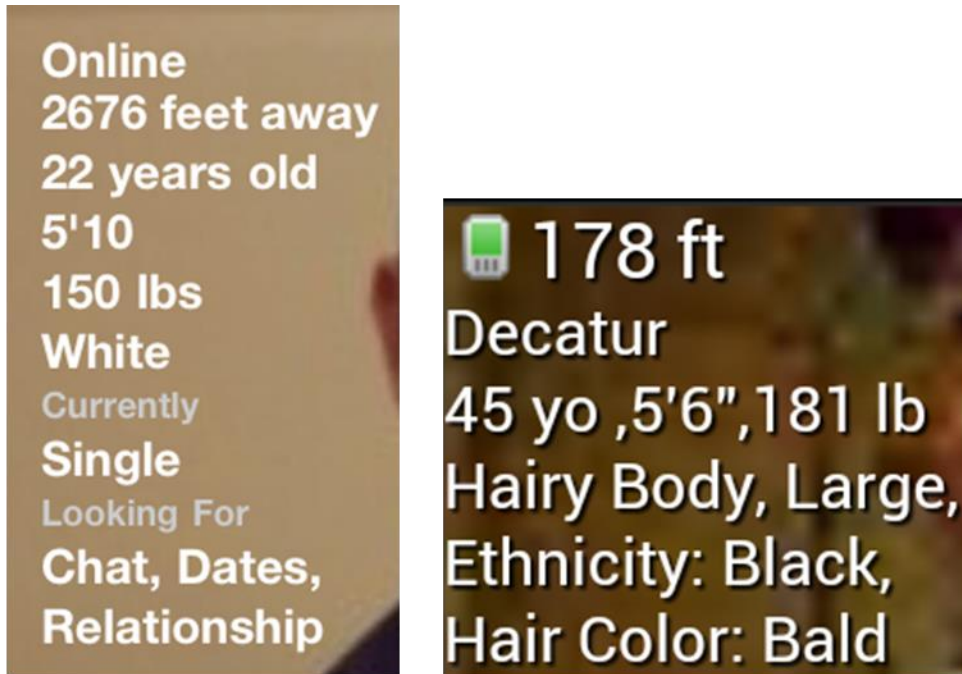 Online
2676 feet away
22 years old
5'10
150 lbs
White
Currently
Single
Looking For
Chat, Dates,
Relationship
178 ft
Decatur
45 yo ,5'6",181 lb
Hairy Body, Large,
Ethnicity: Black,
Hair Color: Bald